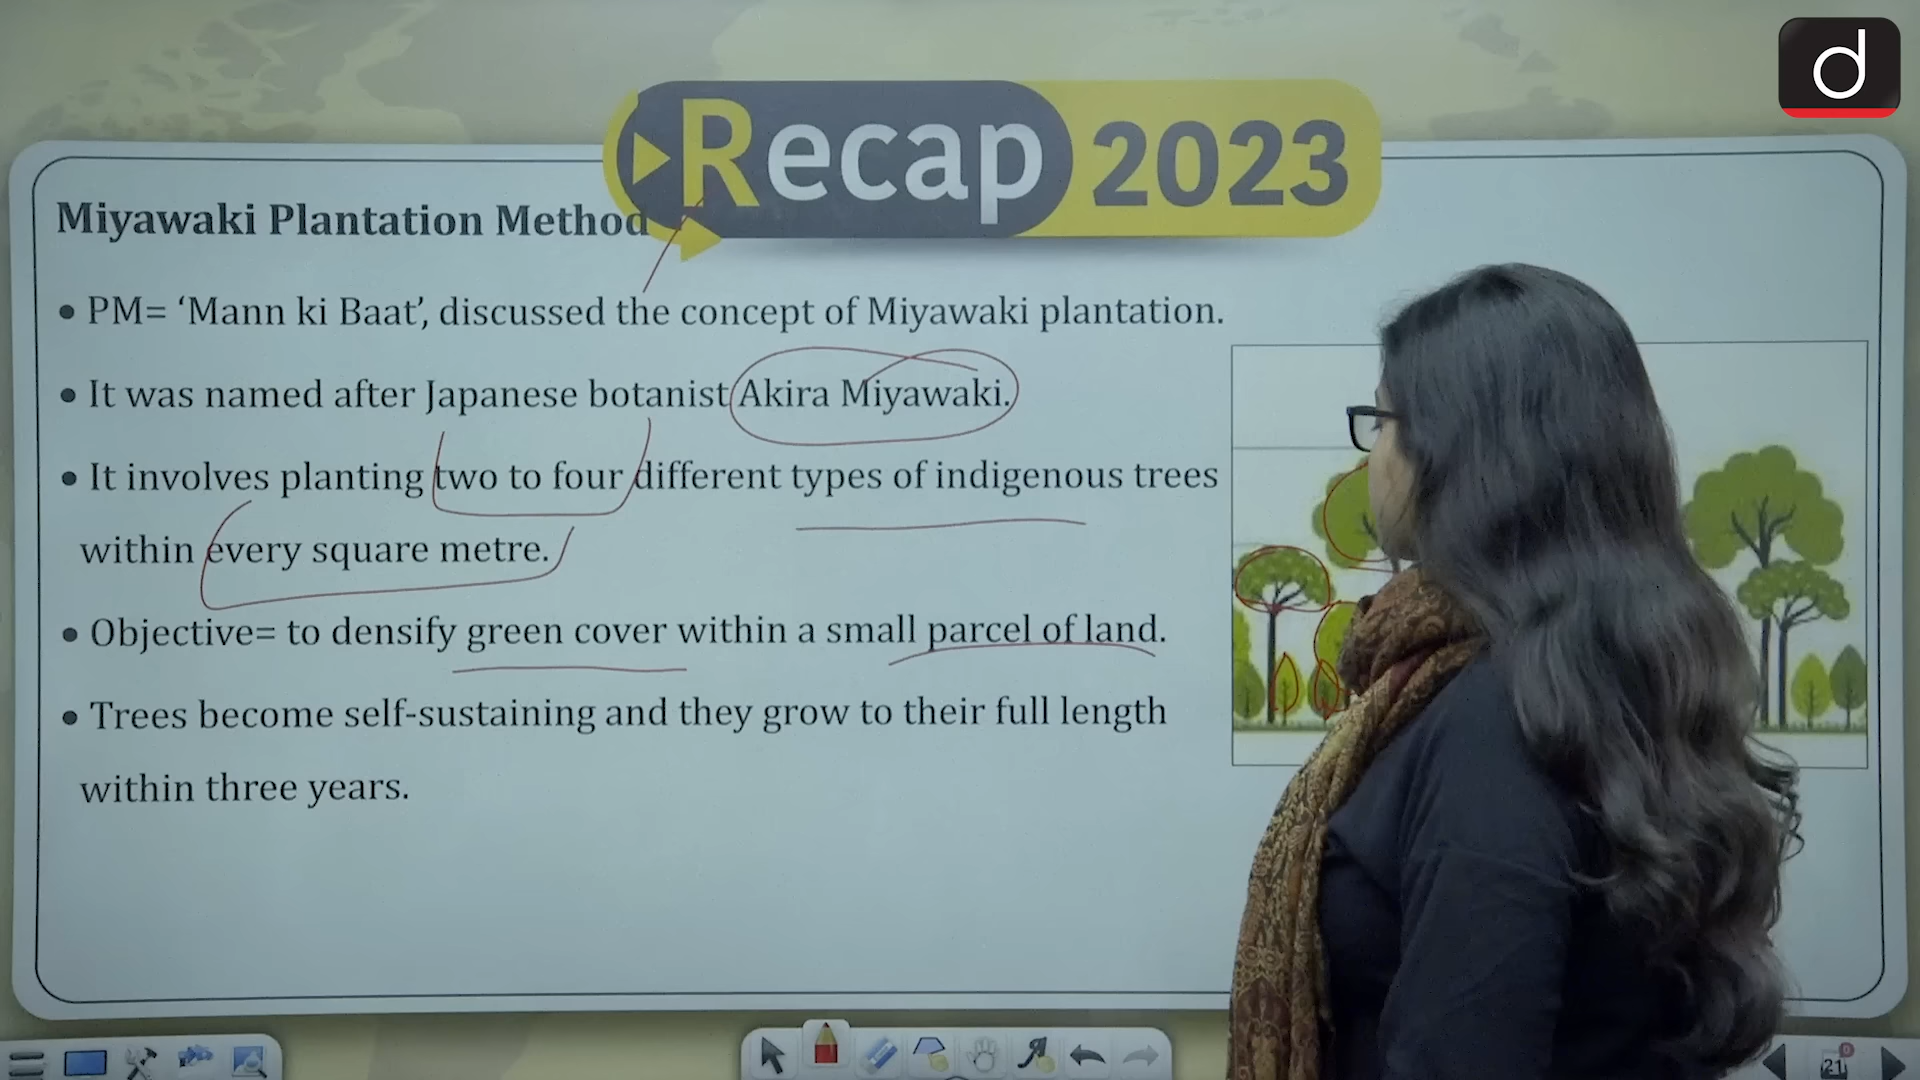 d
Recap 2023
Miyawaki Plantation Method
• PM= ‘Mann ki Baat’, discussed the concept of Miyawaki plantation.
• It was named after Japanese botanist Akira Miyawaki.
• It involves planting two to four different types of indigenous trees
within every square metre.
• Objective= to densify green cover within a small parcel of land.
• Trees become self-sustaining and they grow to their full length
within three years.
21